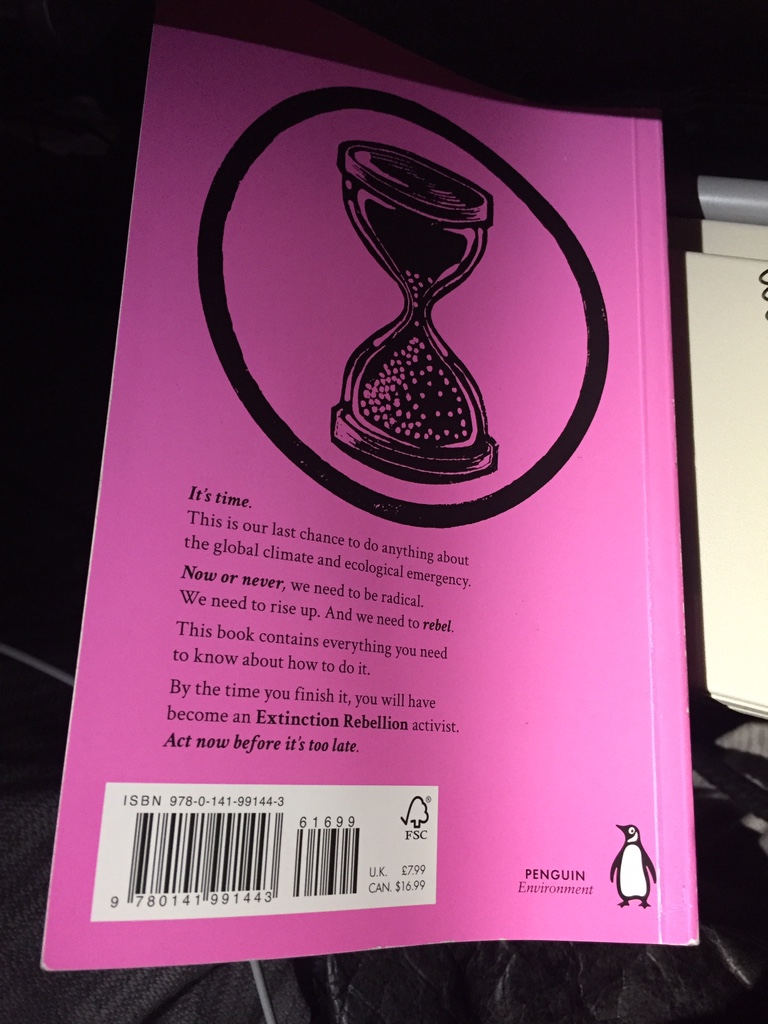 It's time.
This is our last chance to do anything about
the global climate and ecological emergency.
Now or never, we need to be radical.
We need to rise up. And we need to rebel.
This book contains everything you need
to know about how to do it.
By the time you finish it, you will have
become an Extinction Rebellion activist.
Act now before it's too late.
ISBN 978-0-141-99144-3
61699
9 780141 991443
®
FSC
U.K. £7.99
CAN. $16.99
PENGUIN
Environment